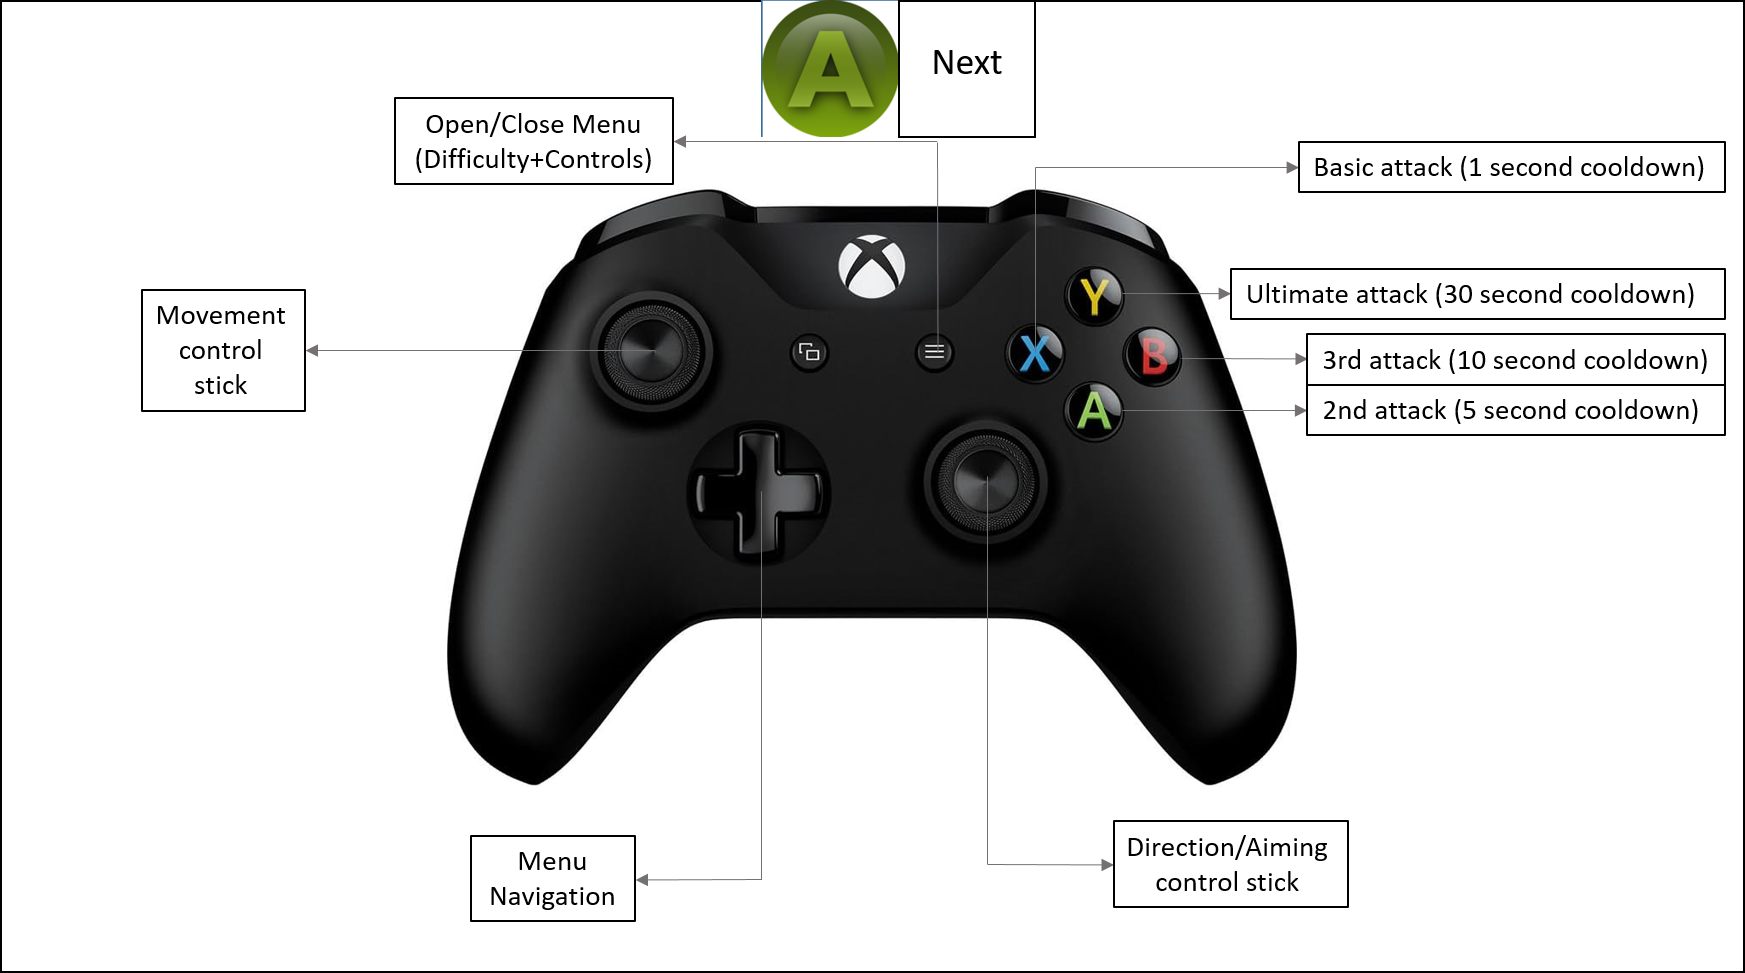 A
Next
Open/Close Menu
(Difficulty+Controls)
Basic attack (1 second cooldown)
Y
Ultimate attack (30 second cooldown)
Movement
control
stick
X
B
3rd attack (10 second cooldown)
A
2nd attack (5 second cooldown)
Menu
Navigation
Direction/Aiming
control stick